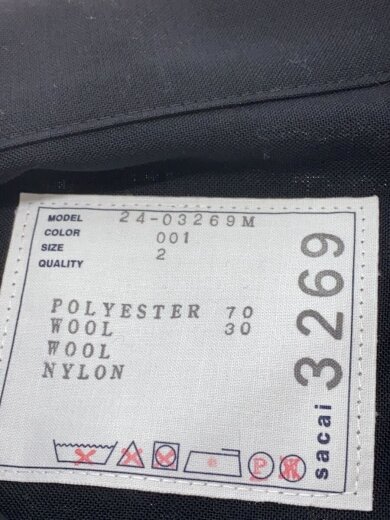 MODEL 24-03269M
COLOR 001
SIZE 2
QUALITY
POLYESTER 70
WOOL 30
WOOL
NYLON
sacai 3269
P